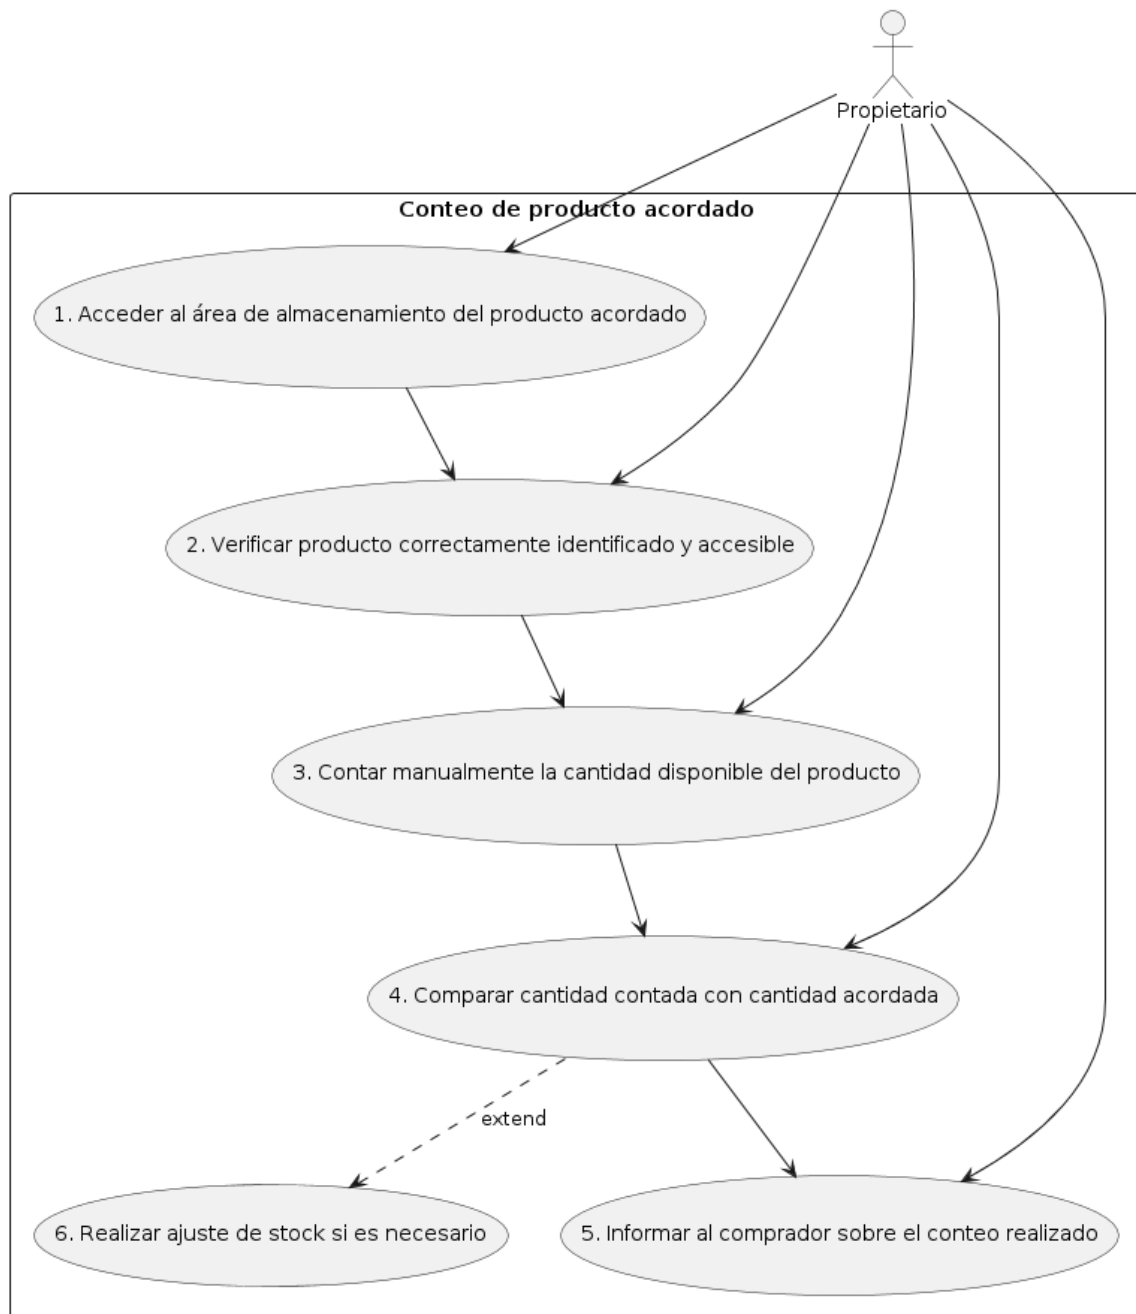 Propietario
Conteo de producto acordado
1. Acceder al área de almacenamiento del producto acordado
2. Verificar producto correctamente identificado y accesible
3. Contar manualmente la cantidad disponible del producto
4. Comparar cantidad contada con cantidad acordada
extend
6. Realizar ajuste de stock si es necesario
5. Informar al comprador sobre el conteo realizado